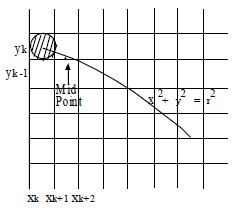 yk
yk-1
Mid
Point
x² + y² = r²
xk xk+1 xk+2